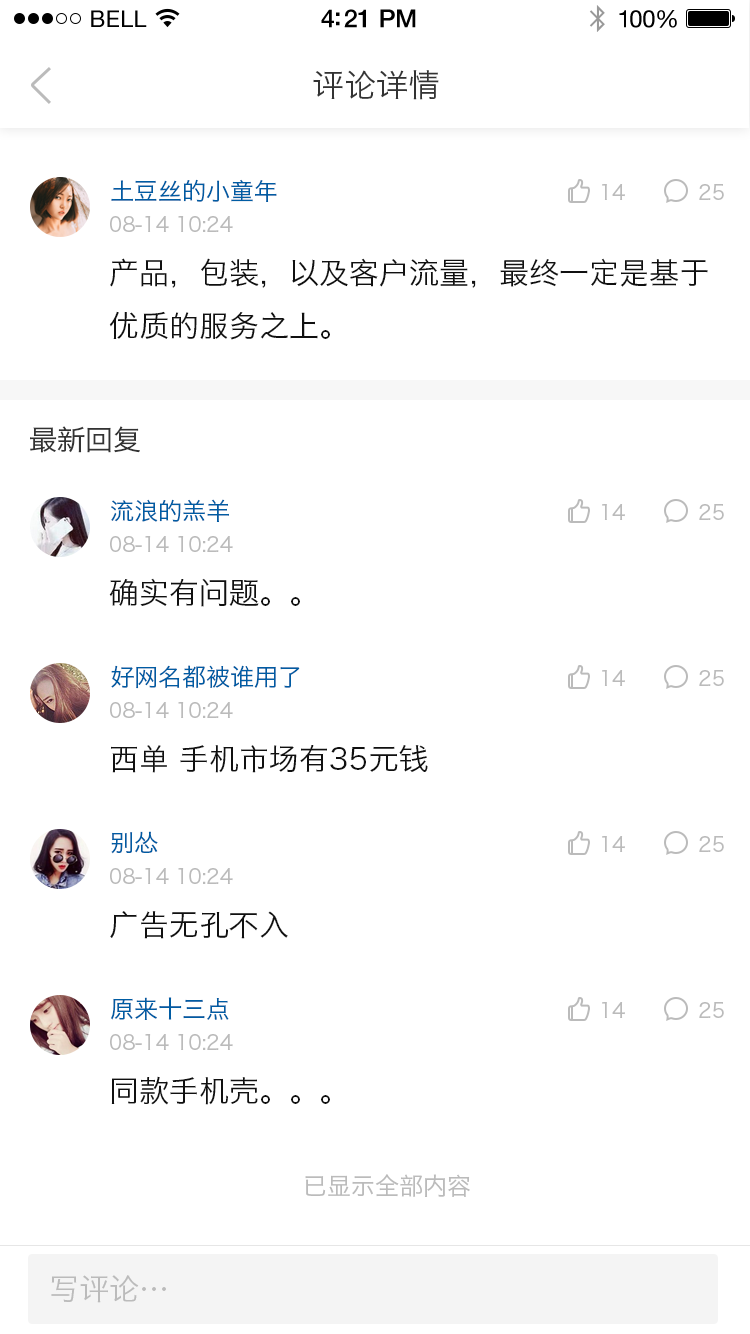 BELL 4:21 PM 100%
评论详情
土豆丝的小童年 14 25
08-14 10:24
产品，包装，以及客户流量，最终一定是基于
优质的服务之上。
最新回复
流浪的羔羊 14 25
08-14 10:24
确实有问题。。
好网名都被谁用了 14 25
08-14 10:24
西单 手机市场有35元钱
别怂 14 25
08-14 10:24
广告无孔不入
原来十三点 14 25
08-14 10:24
同款手机壳。。。
已显示全部内容
写评论…